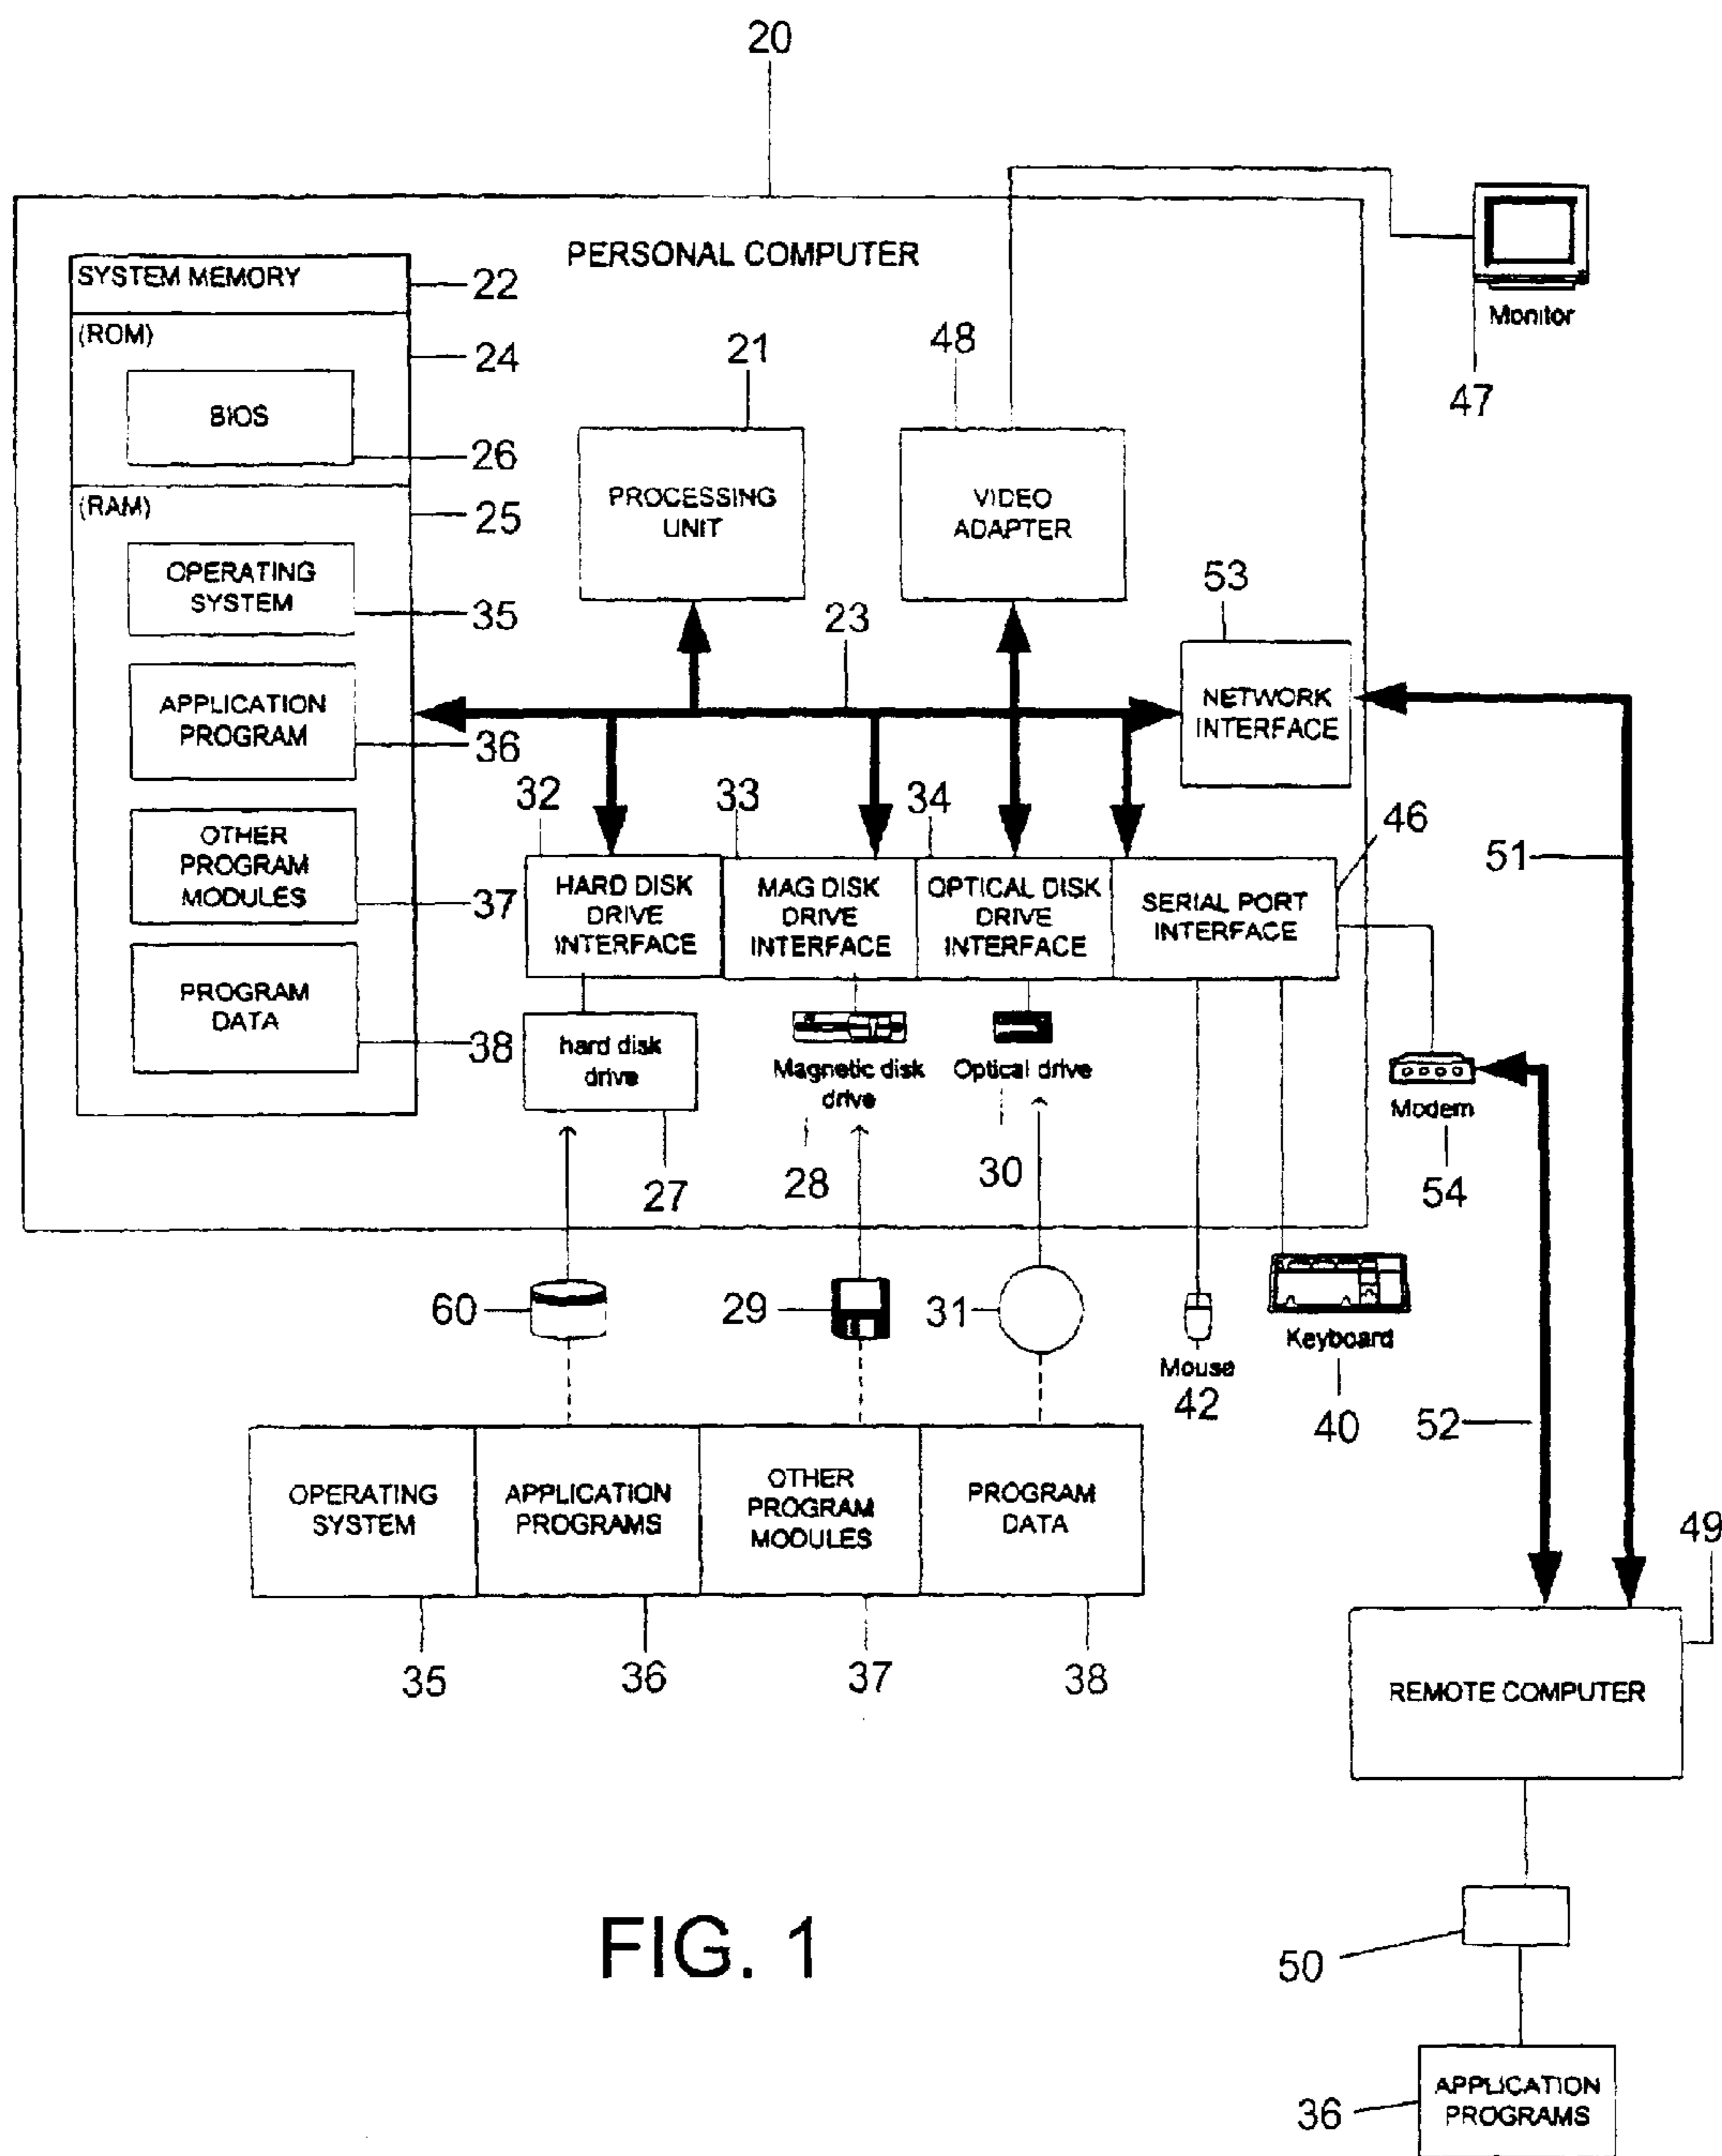 20
PERSONAL COMPUTER
SYSTEM MEMORY
22
(ROM)
24
BIOS
26
(RAM)
25
OPERATING
SYSTEM
35
APPLICATION
PROGRAM
36
OTHER
PROGRAM
MODULES
37
PROGRAM
DATA
38
21
PROCESSING
UNIT
48
VIDEO
ADAPTER
Monitor
47
23
53
NETWORK
INTERFACE
32
HARD DISK
DRIVE
INTERFACE
33
MAG DISK
DRIVE
INTERFACE
34
OPTICAL DISK
DRIVE
INTERFACE
46
SERIAL PORT
INTERFACE
51
hard disk
drive
27
Magnetic disk
drive
28
Optical drive
30
Modem
54
60
29
31
Mouse
42
Keyboard
40
52
OPERATING
SYSTEM
APPLICATION
PROGRAMS
OTHER
PROGRAM
MODULES
PROGRAM
DATA
35
36
37
38
49
REMOTE COMPUTER
50
36
APPLICATION
PROGRAMS
FIG. 1